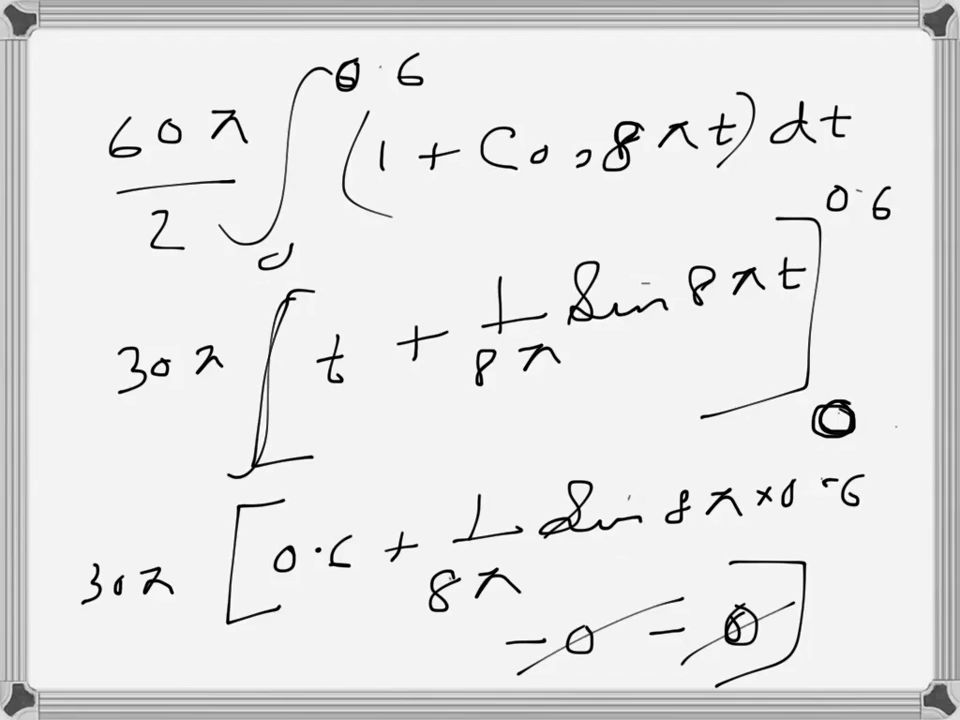 60π/2 ∫₀^0.6 (1 + Cos 8πt) dt
30π [t + 1/8π Sin 8πt]₀^0.6
30π [0.6 + 1/8π Sin 8π×0.6
- 0 - 0]